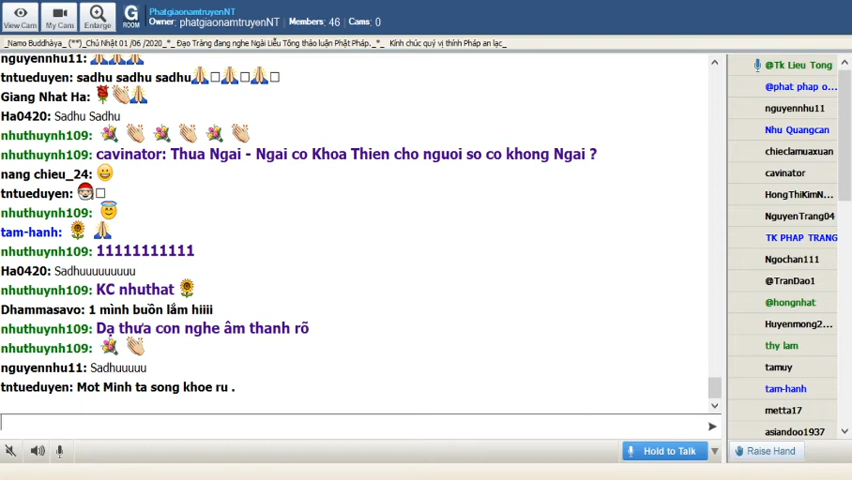 View Cam
My Cam
Enlarge
G
ROOM
PhatgiaonamtruyenNT
Owner: phatgiaonamtruyenNT Members: 46 Cams: 0
_Namo Buddhàya_ (**)_Chủ Nhật 01 /06 /2020_*_ Đạo Tràng đang nghe Ngài Liễu Tông thảo luận Phật Pháp._*_ Kính chúc quý vị thính Pháp an lạc_
nguyennhu11: 🙏🙏🙏🙏
tntueduyen: sadhu sadhu sadhu🙏□🙏□🙏□
Giang Nhat Ha: 🌹👏🙏
Ha0420: Sadhu Sadhu
nhuthuynh109: 💐 👏 💐 👏 💐 👏
nhuthuynh109: cavinator: Thua Ngai - Ngai co Khoa Thien cho nguoi so co khong Ngai ?
nang chieu_24: 😀
tntueduyen: 🎅□
nhuthuynh109: 😇
tam-hanh: 🌻 🙏
nhuthuynh109: 11111111111
Ha0420: Sadhuuuuuuuuu
nhuthuynh109: KC nhuthat 🌻
Dhammasavo: 1 mình buồn lắm hiiii
nhuthuynh109: Dạ thưa con nghe âm thanh rõ
nhuthuynh109: 💐 👏
nguyennhu11: Sadhuuuuu
tntueduyen: Mot Minh ta song khoe ru .
@Tk Lieu Tong
@phat phap o...
nguyennhu11
Nhu Quangcan
chieclamuaxuan
cavinator
HongThiKimN...
NguyenTrang04
TK PHAP TRANG
Ngochan111
@TranDao1
@hongnhat
Huyenmong2...
thy lam
tamuy
tam-hanh
metta17
asiandoo1937
Hold to Talk
Raise Hand